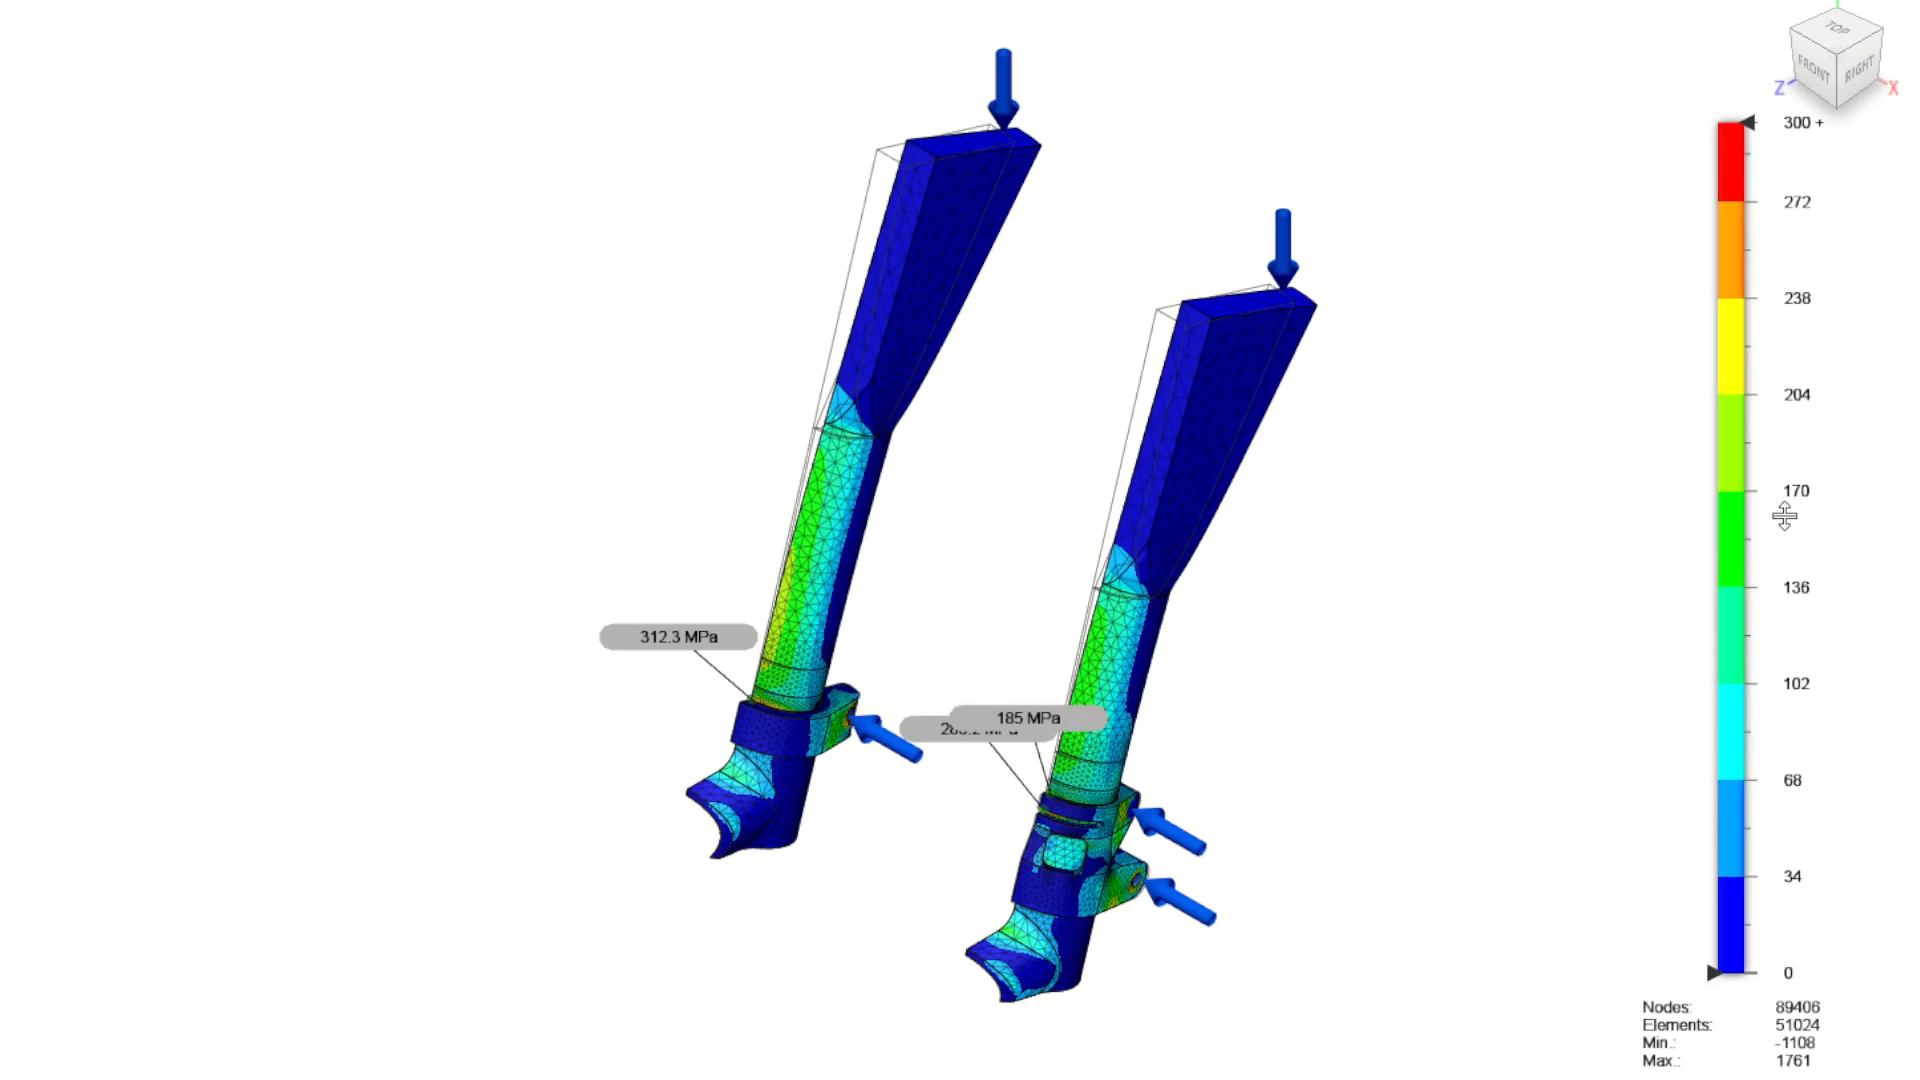 TOP
FRONT
RIGHT
Z
X
300 +
272
238
204
170
136
102
68
34
0
312.3 MPa
185 MPa
Nodes: 89406
Elements: 51024
Min.: -1108
Max.: 1761